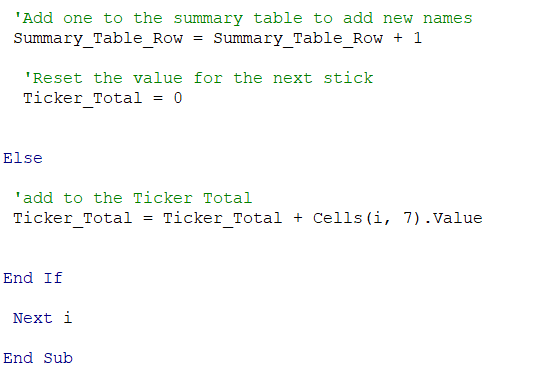 'Add one to the summary table to add new names
Summary_Table_Row = Summary_Table_Row + 1
'Reset the value for the next stick
Ticker_Total = 0
Else
'add to the Ticker Total
Ticker_Total = Ticker_Total + Cells(i, 7).Value
End If
Next i
End Sub